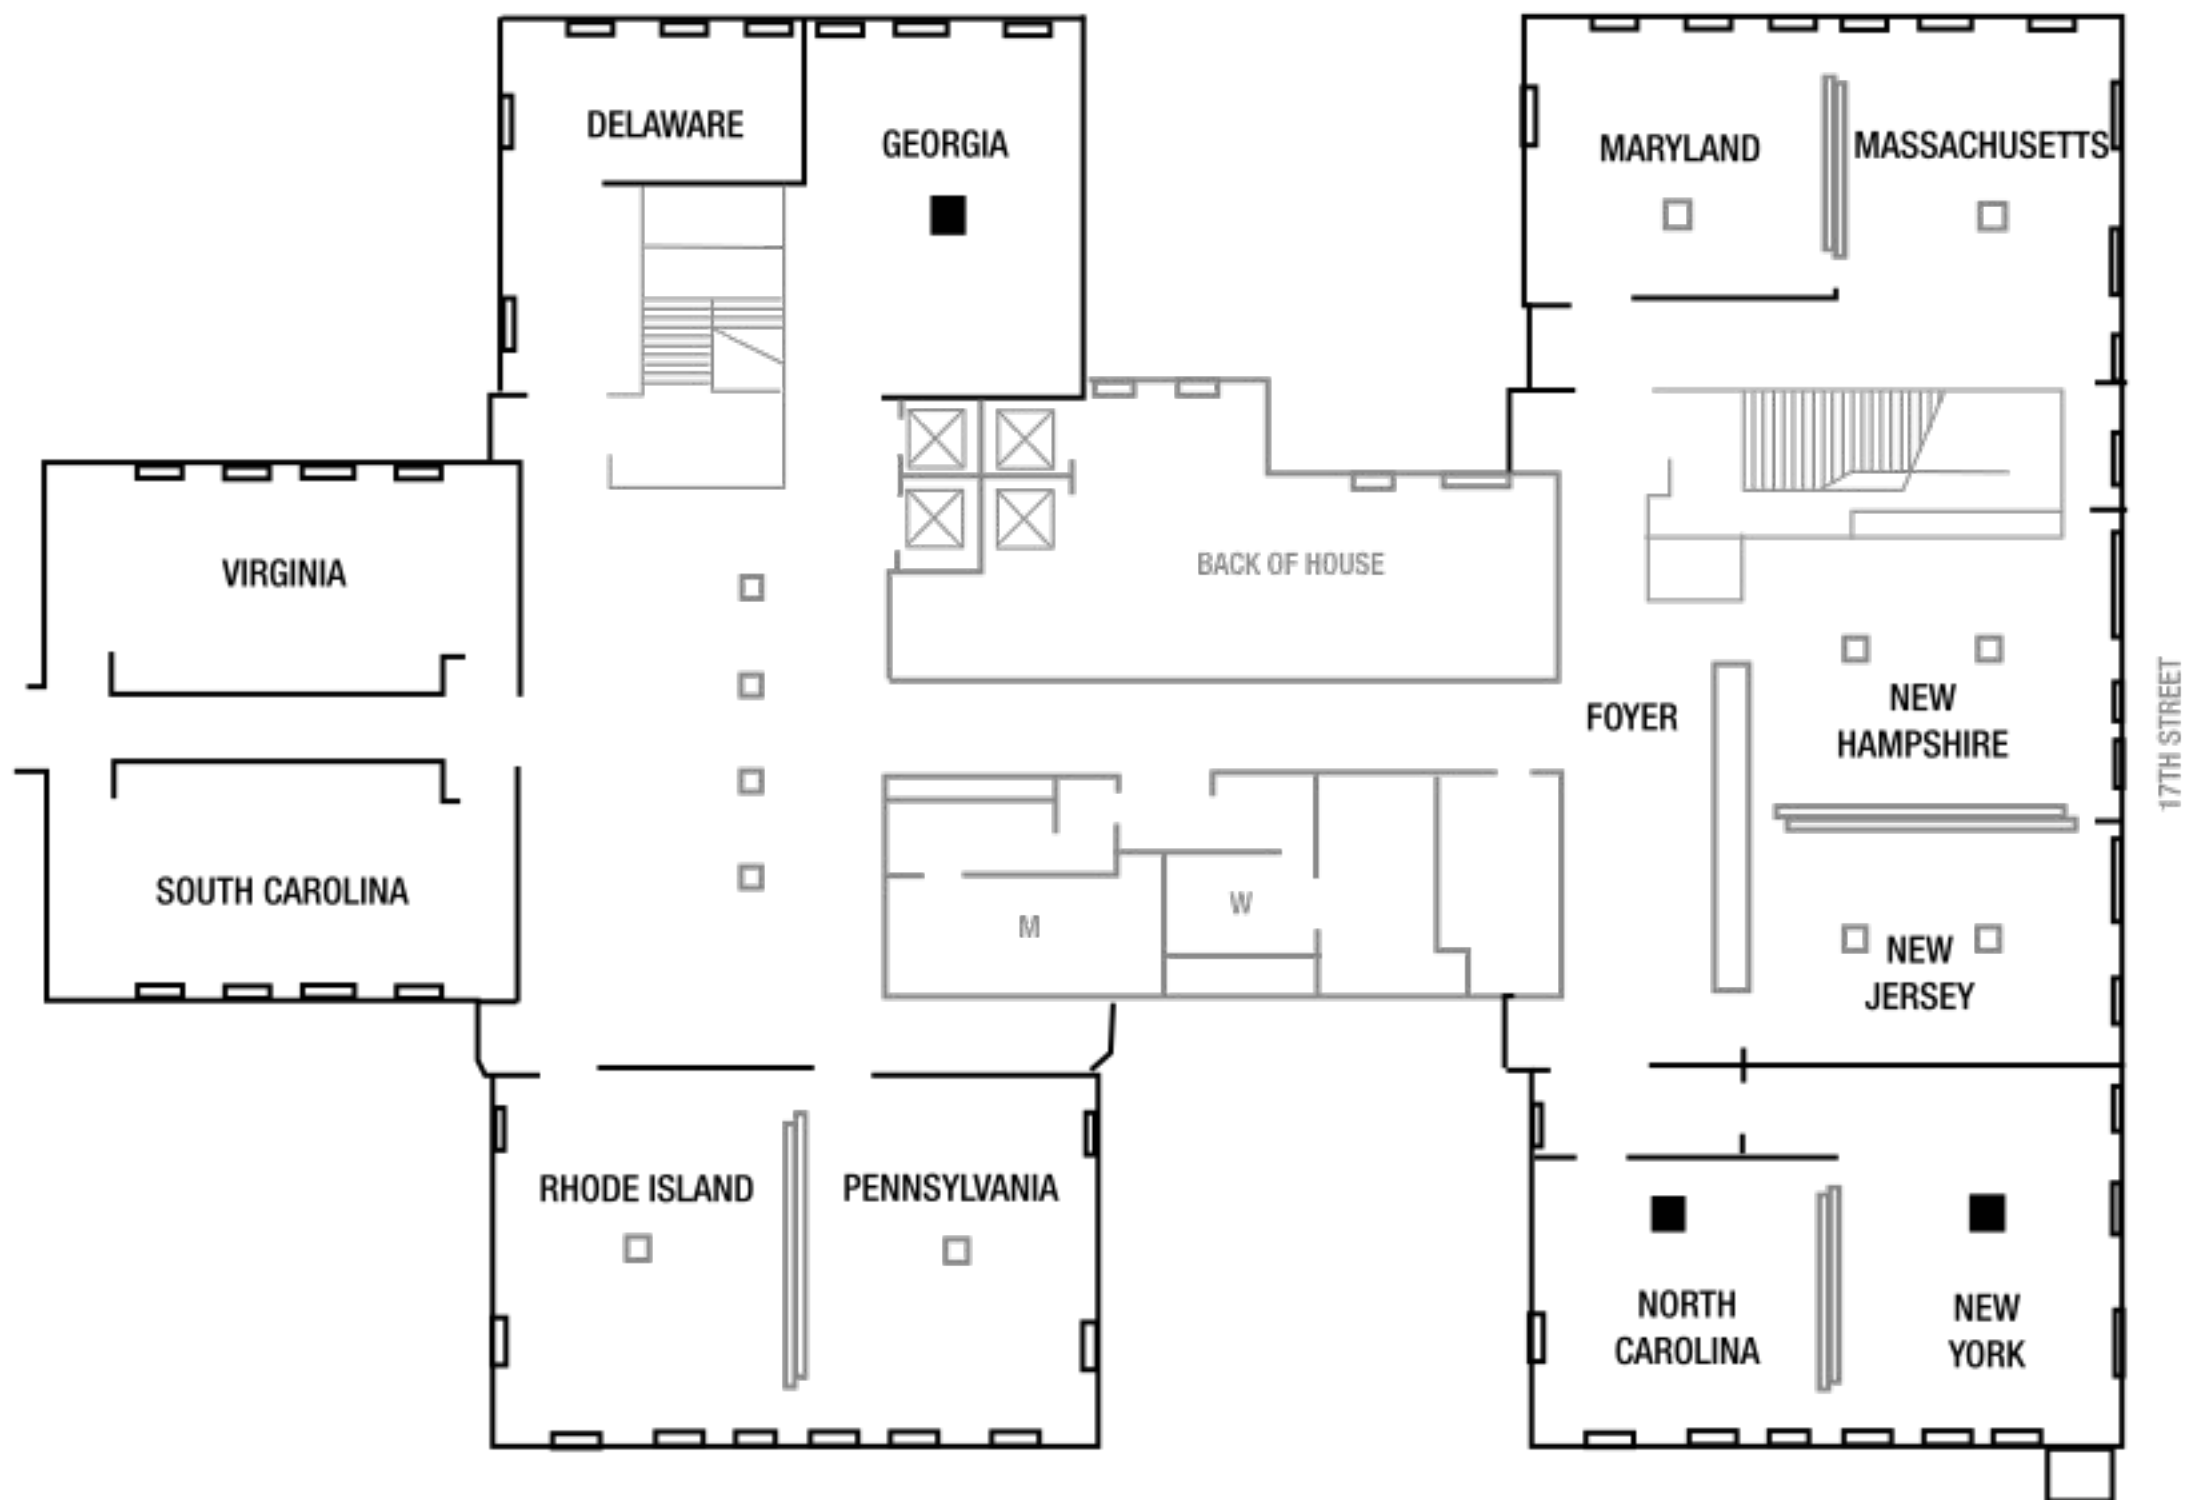 DELAWARE
GEORGIA
MARYLAND
MASSACHUSETTS
VIRGINIA
BACK OF HOUSE
FOYER
NEW
HAMPSHIRE
17TH STREET
SOUTH CAROLINA
M
W
NEW
JERSEY
RHODE ISLAND
PENNSYLVANIA
NORTH
CAROLINA
NEW
YORK